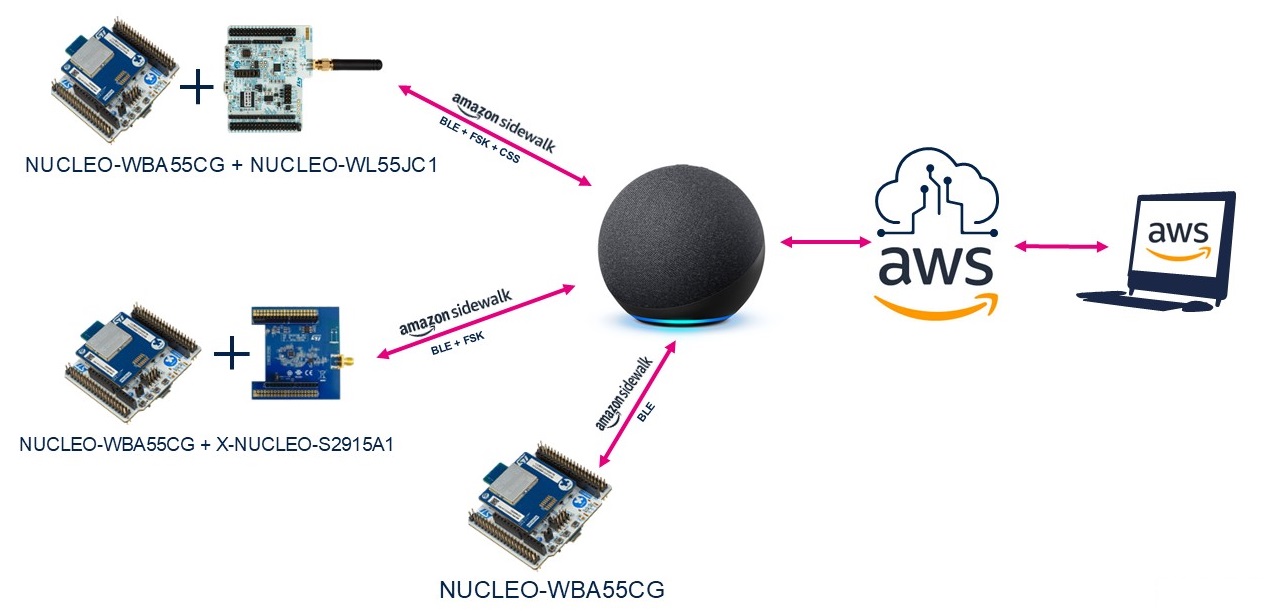 amazon sidewalk
BLE + FSK + CSS
NUCLEO-WBA55CG + NUCLEO-WL55JC1
aws
aws
amazon sidewalk
BLE + FSK
NUCLEO-WBA55CG + X-NUCLEO-S2915A1
amazon sidewalk
BLE
NUCLEO-WBA55CG